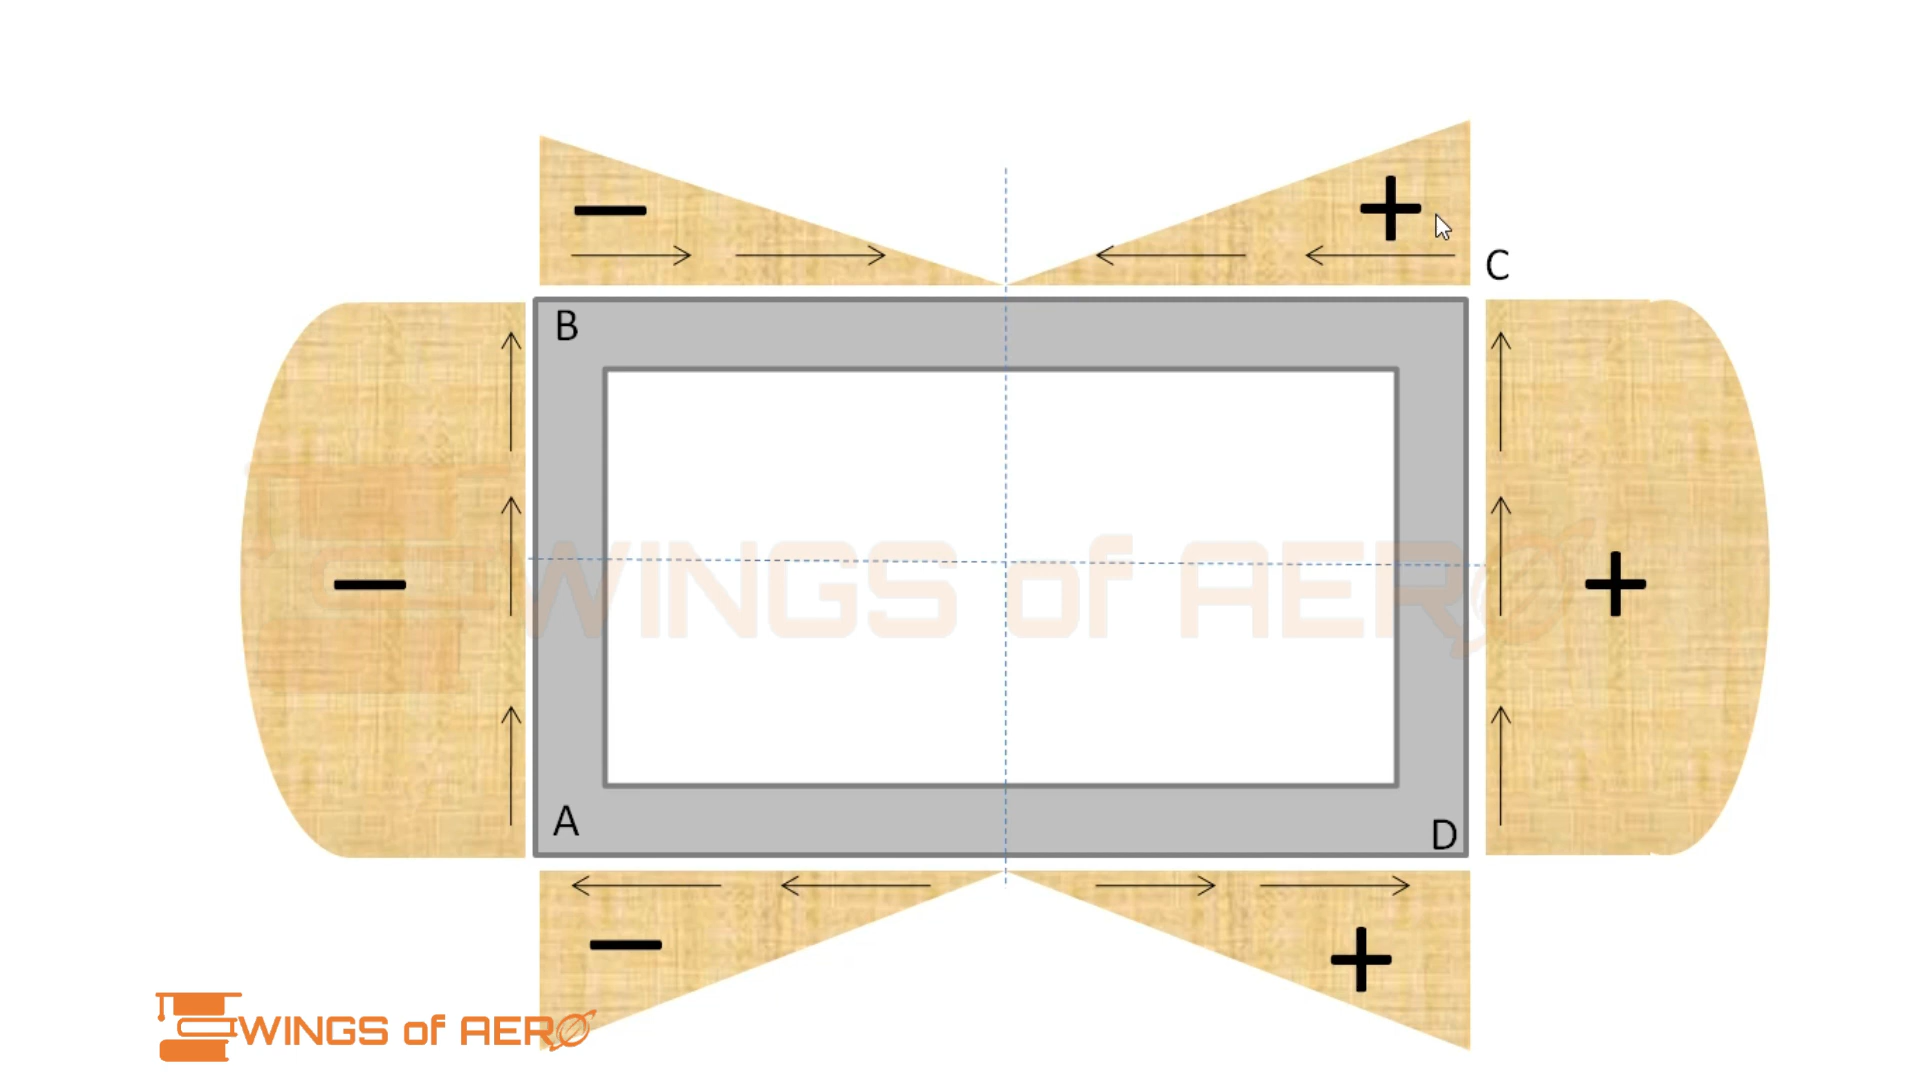 − +
C
B
− WINGS of AERO +
A
D
− +
WINGS of AERO